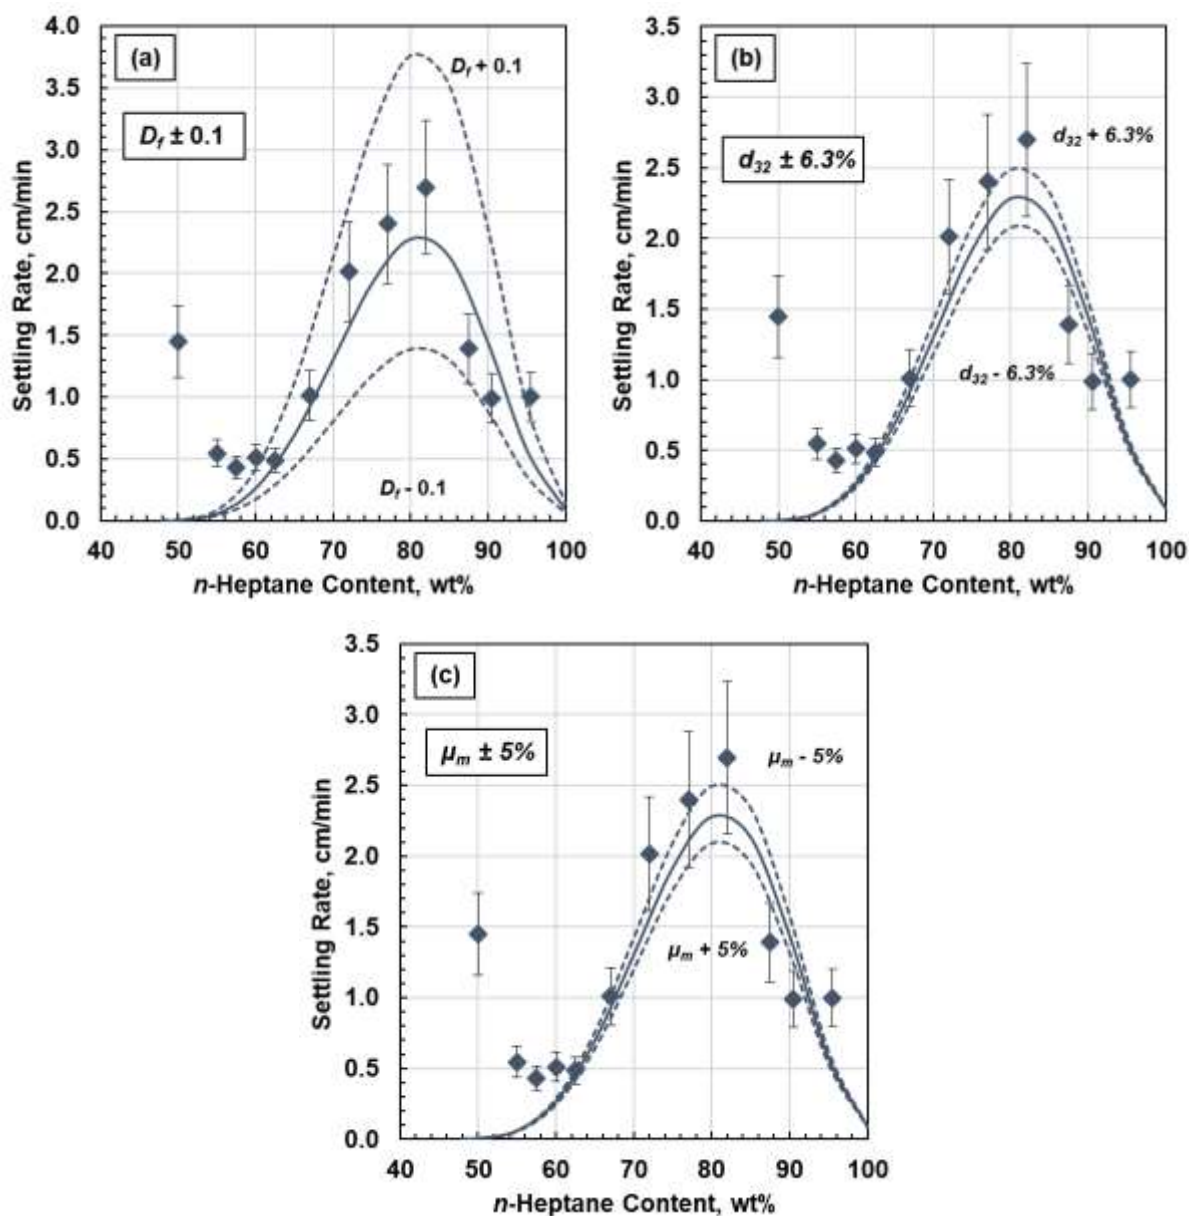 (a)
D_f ± 0.1
D_f + 0.1
D_f - 0.1
4.0
3.5
3.0
2.5
2.0
1.5
1.0
0.5
0.0
Settling Rate, cm/min
40 50 60 70 80 90 100
n-Heptane Content, wt%
(b)
d_32 ± 6.3%
d_32 + 6.3%
d_32 - 6.3%
3.5
3.0
2.5
2.0
1.5
1.0
0.5
0.0
Settling Rate, cm/min
40 50 60 70 80 90 100
n-Heptane Content, wt%
(c)
μ_m ± 5%
μ_m - 5%
μ_m + 5%
3.5
3.0
2.5
2.0
1.5
1.0
0.5
0.0
Settling Rate, cm/min
40 50 60 70 80 90 100
n-Heptane Content, wt%